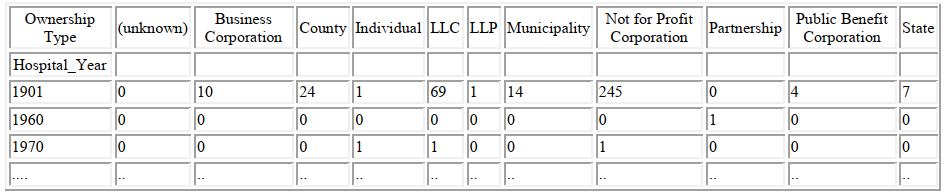 Ownership Type (unknown) Business Corporation County Individual LLC LLP Municipality Not for Profit Corporation Partnership Public Benefit Corporation State
Hospital_Year
1901 0 10 24 1 69 1 14 245 0 4 7
1960 0 0 0 0 0 0 0 0 1 0 0
1970 0 0 0 1 1 0 0 1 0 0 0
.... .. .. .. .. .. .. .. .. .. .. ..